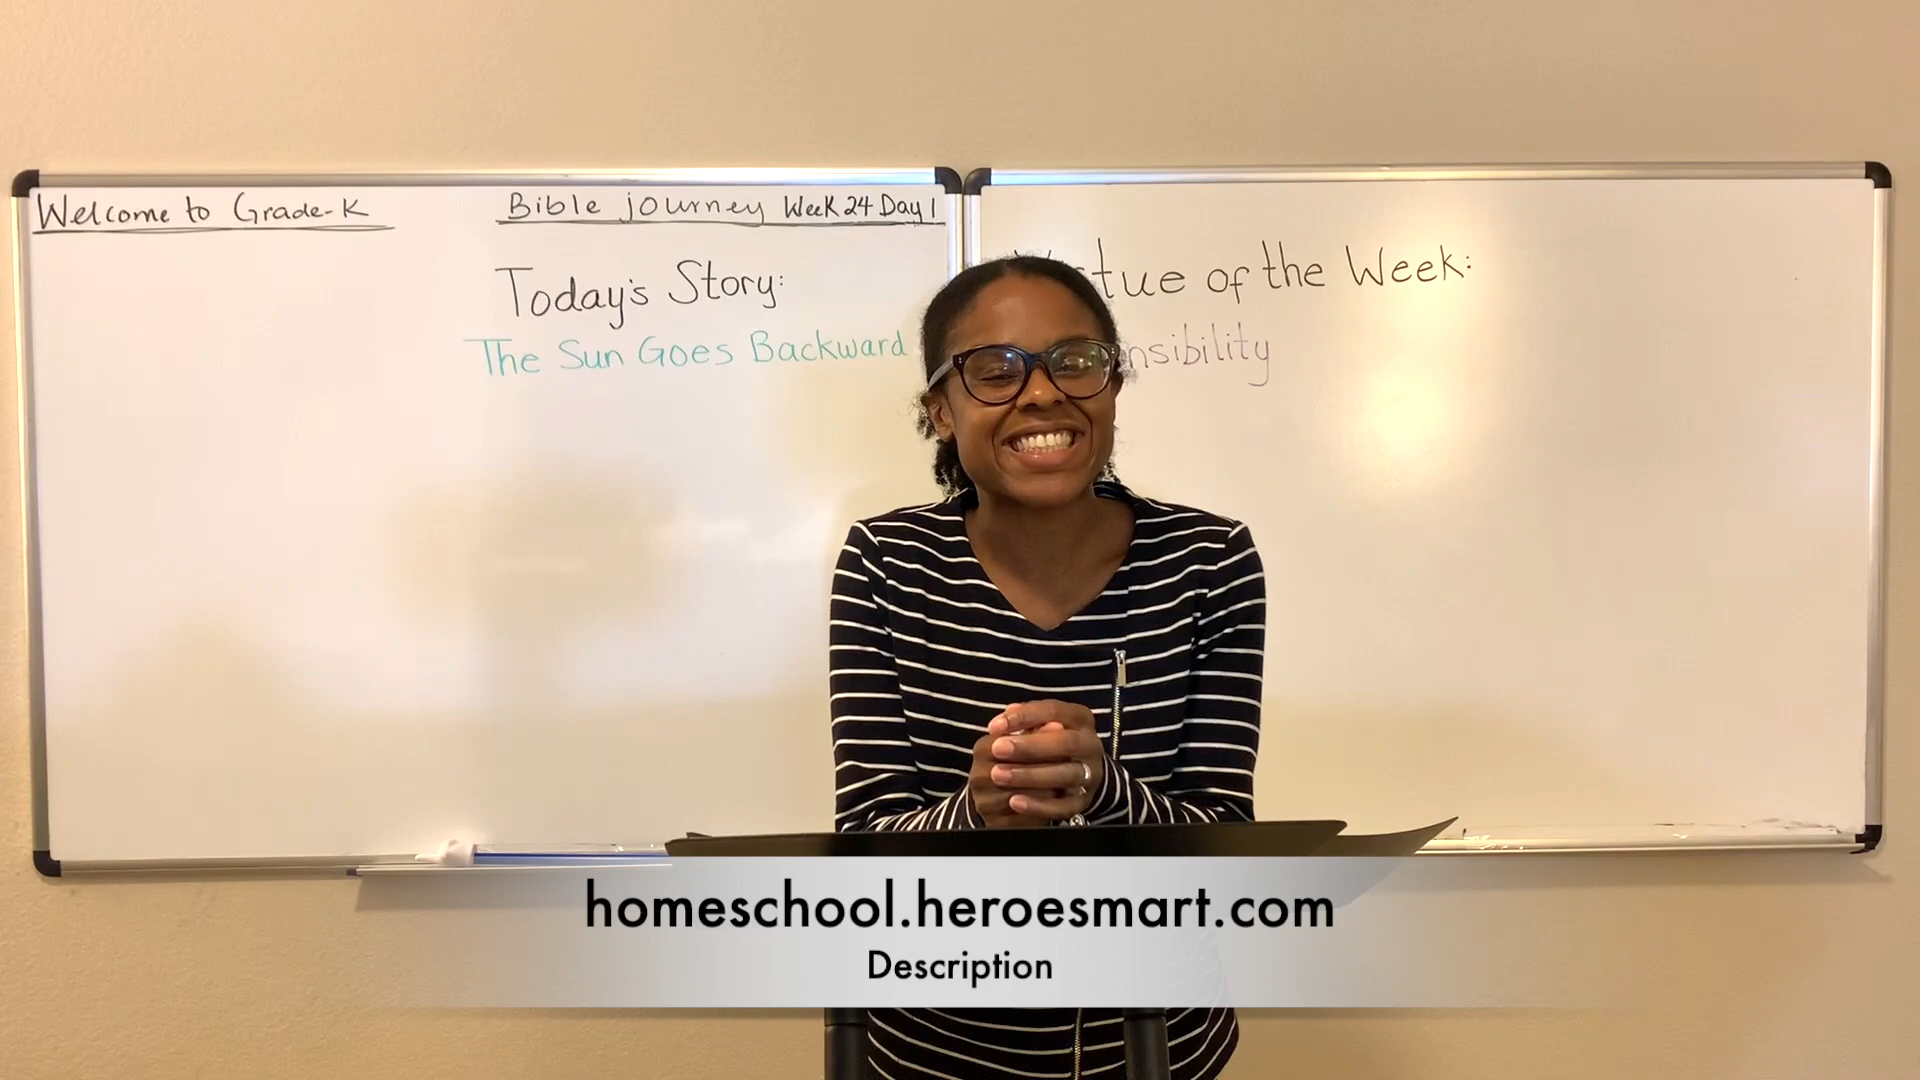 Welcome to Grade-K
Bible journey Week 24 Day 1
Today's Story:
The Sun Goes Backward
of the Week:
homeschool.heroesmart.com
Description